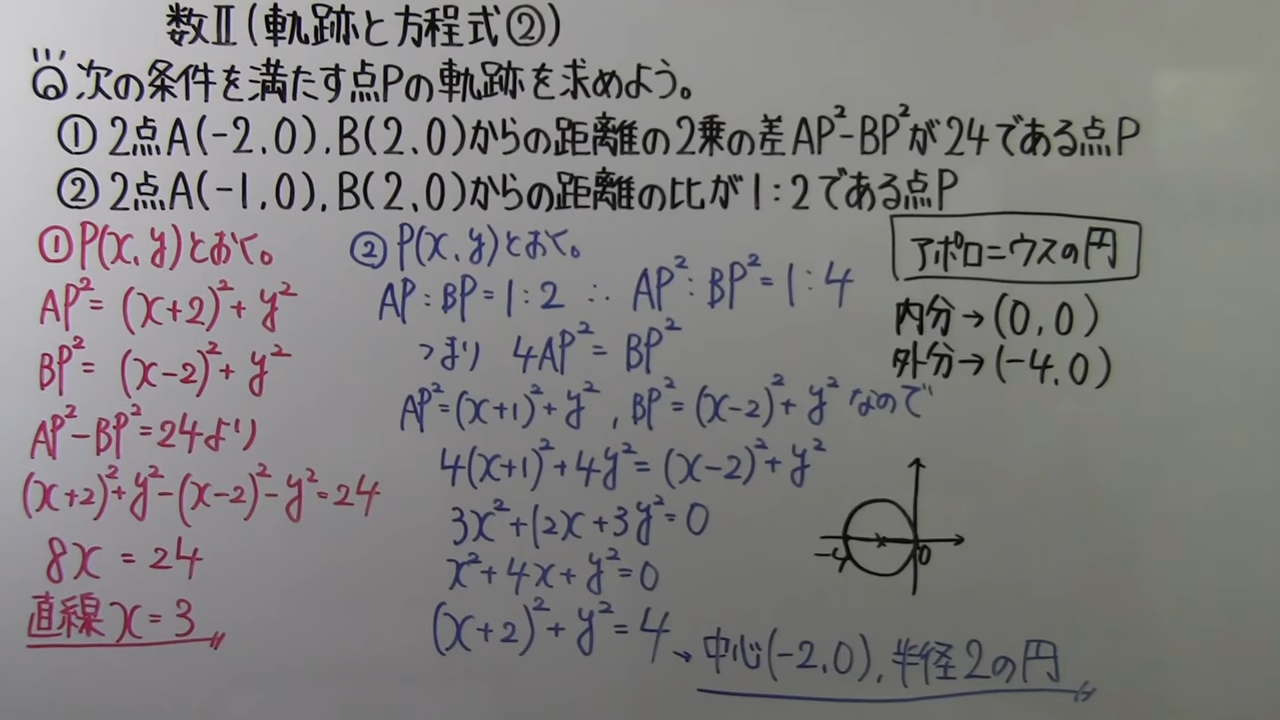 数Ⅱ(軌跡と方程式②)
Q 次の条件を満たす点Pの軌跡を求めよう。
① 2点A(-2,0),B(2,0)からの距離の2乗の差AP²-BP²が24である点P
② 2点A(-1,0),B(2,0)からの距離の比が1:2である点P
①P(x,y)とおく。
AP²=(x+2)²+y²
BP²=(x-2)²+y²
AP²-BP²=24より
(x+2)²+y²-(x-2)²-y²=24
8x=24
直線x=3
②P(x,y)とおく。
AP:BP=1:2 ∴ AP²:BP²=1:4
つまり 4AP²=BP²
AP²=(x+1)²+y², BP²=(x-2)²+y² なので
4(x+1)²+4y²=(x-2)²+y²
3x²+12x+3y²=0
x²+4x+y²=0
(x+2)²+y²=4
→中心(-2,0),半径2の円
アポロニウスの円
内分→(0,0)
外分→(-4,0)
-4
0